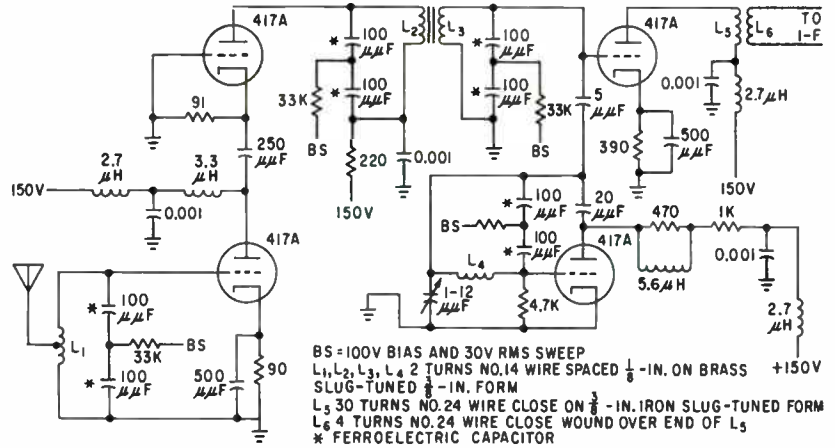 417A
100
μμF
L2
L3
100
μμF
417A
L5
L6
TO
I-F
*
*
100
μμF
100
μμF
*
*
91
33K
BS
33K
BS
5
μμF
0.001
2.7μH
250
μμF
220
0.001
390
500
μμF
2.7
μH
3.3
μH
150V
150V
150V
0.001
417A
*
100
μμF
20
μμF
417A
470
1K
BS
*
100
μμF
0.001
L4
5.6μH
1-12
μμF
4.7K
2.7
μH
*
100
μμF
L1
33K
BS
*
100
μμF
500
μμF
90
+150V
BS = 100V BIAS AND 30V RMS SWEEP
L1, L2, L3, L4 2 TURNS NO.14 WIRE SPACED 1/8 -IN. ON BRASS
SLUG-TUNED 3/8 -IN. FORM
L5 30 TURNS NO.24 WIRE CLOSE ON 3/8 -IN. IRON SLUG-TUNED FORM
L6 4 TURNS NO.24 WIRE CLOSE WOUND OVER END OF L5
* FERROELECTRIC CAPACITOR